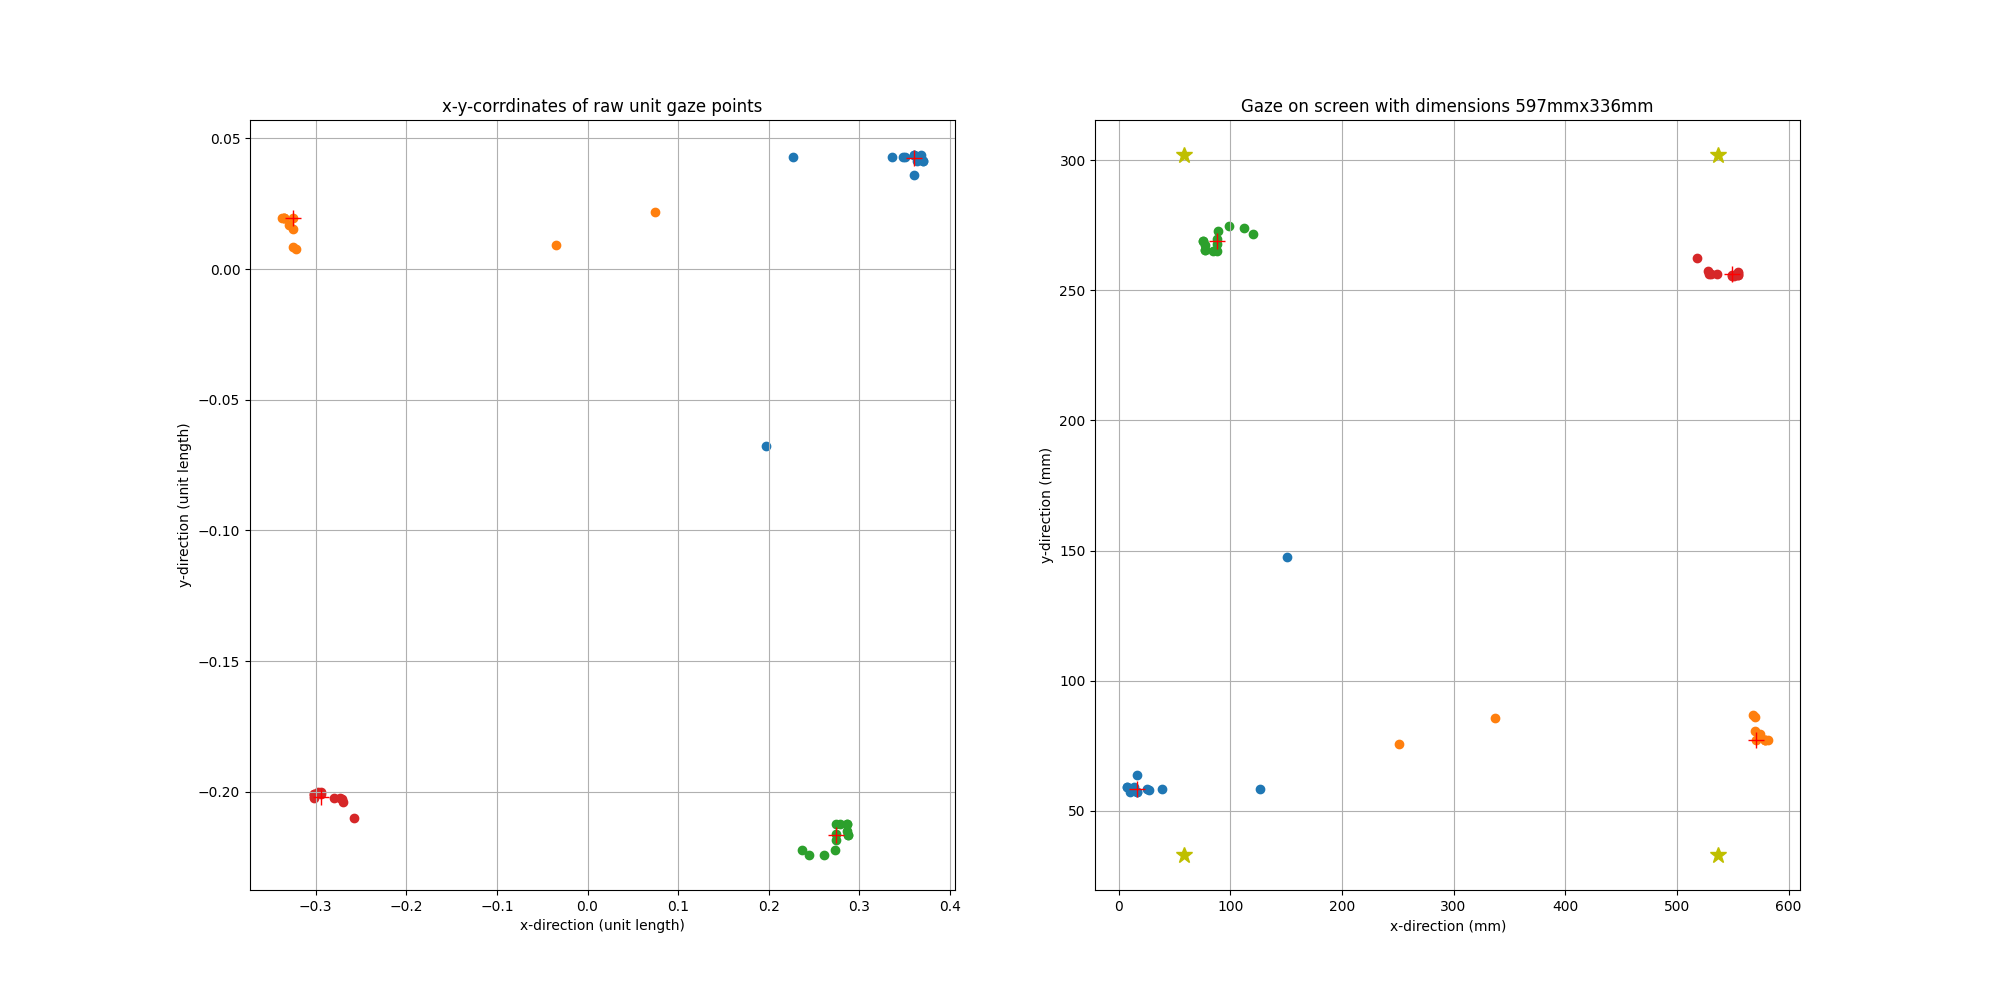 x-y-corrdinates of raw unit gaze points
0.05
0.00
−0.05
−0.10
−0.15
−0.20
y-direction (unit length)
−0.3 −0.2 −0.1 0.0 0.1 0.2 0.3 0.4
x-direction (unit length)
Gaze on screen with dimensions 597mmx336mm
300
250
200
150
100
50
y-direction (mm)
0 100 200 300 400 500 600
x-direction (mm)